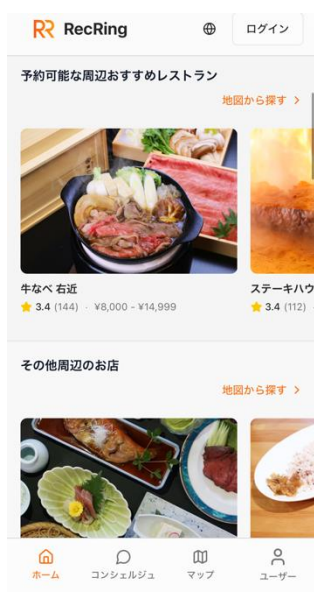 RecRing
ログイン
予約可能な周辺おすすめレストラン
地図から探す >
牛なべ 右近
3.4 (144) · ¥8,000 - ¥14,999
ステーキハウ
3.4 (112)
その他周辺のお店
地図から探す >
ホーム
コンシェルジュ
マップ
ユーザー